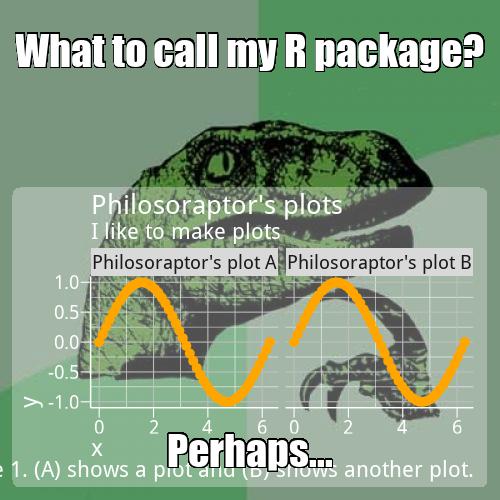 What to call my R package?
Philosoraptor's plots
I like to make plots
Philosoraptor's plot A Philosoraptor's plot B
1.0
0.5
0.0
-0.5
-1.0
y
0 2 4 6 0 2 4 6
x
Perhaps...
e 1. (A) shows a plot and (B) shows another plot.